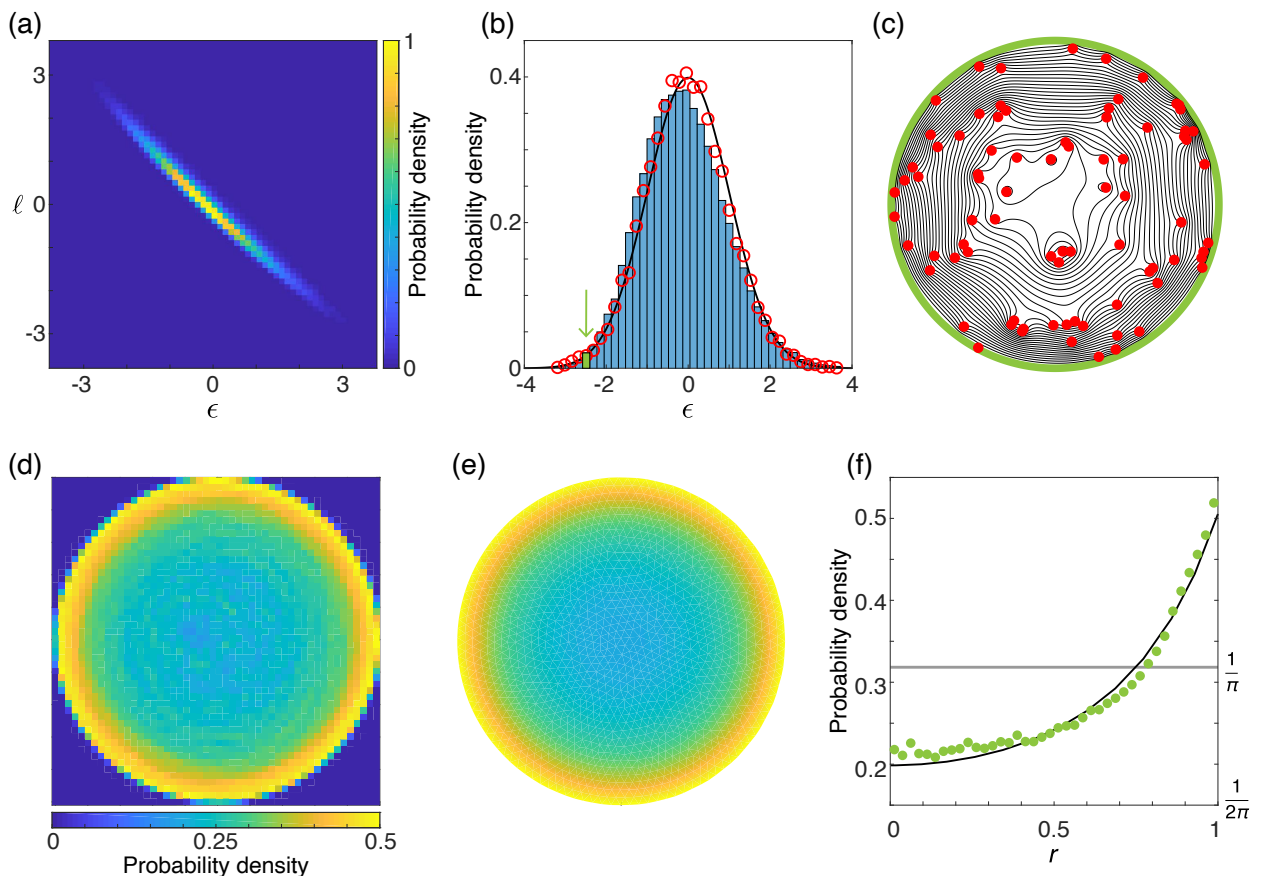 (a)
3
0
-3
ℓ
-3
0
3
ϵ
1
0
Probability density
(b)
0.4
0.2
0
Probability density
-4
-2
0
2
4
ϵ
(c)
(d)
0
0.25
0.5
Probability density
(e)
(f)
0.5
0.4
0.3
0.2
Probability density
0
0.5
1
r
1/π
1/2π